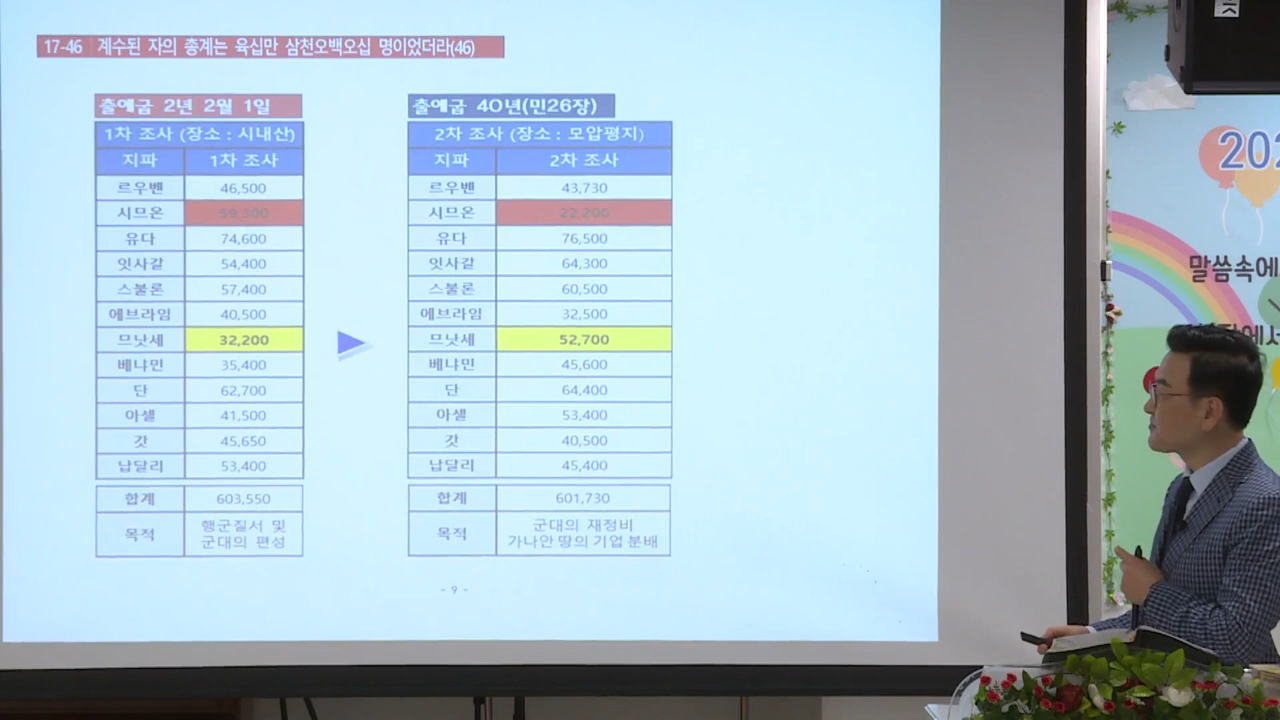 17-46 계수된 자의 총계는 육십만 삼천오백오십 명이었더라(46)
출애굽 2년 2월 1일
1차 조사 (장소 : 시내산)
지파 1차 조사
르우벤 46,500
시므온 59,300
유다 74,600
잇사갈 54,400
스불론 57,400
에브라임 40,500
므낫세 32,200
베냐민 35,400
단 62,700
아셀 41,500
갓 45,650
납달리 53,400
합계 603,550
목적 행군질서 및
군대의 편성
출애굽 40년(민26장)
2차 조사 (장소 : 모압평지)
지파 2차 조사
르우벤 43,730
시므온 22,200
유다 76,500
잇사갈 64,300
스불론 60,500
에브라임 32,500
므낫세 52,700
베냐민 45,600
단 64,400
아셀 53,400
갓 40,500
납달리 45,400
합계 601,730
목적 군대의 재정비
가나안 땅의 기업 분배
- 9 -
202
말씀속에
에서